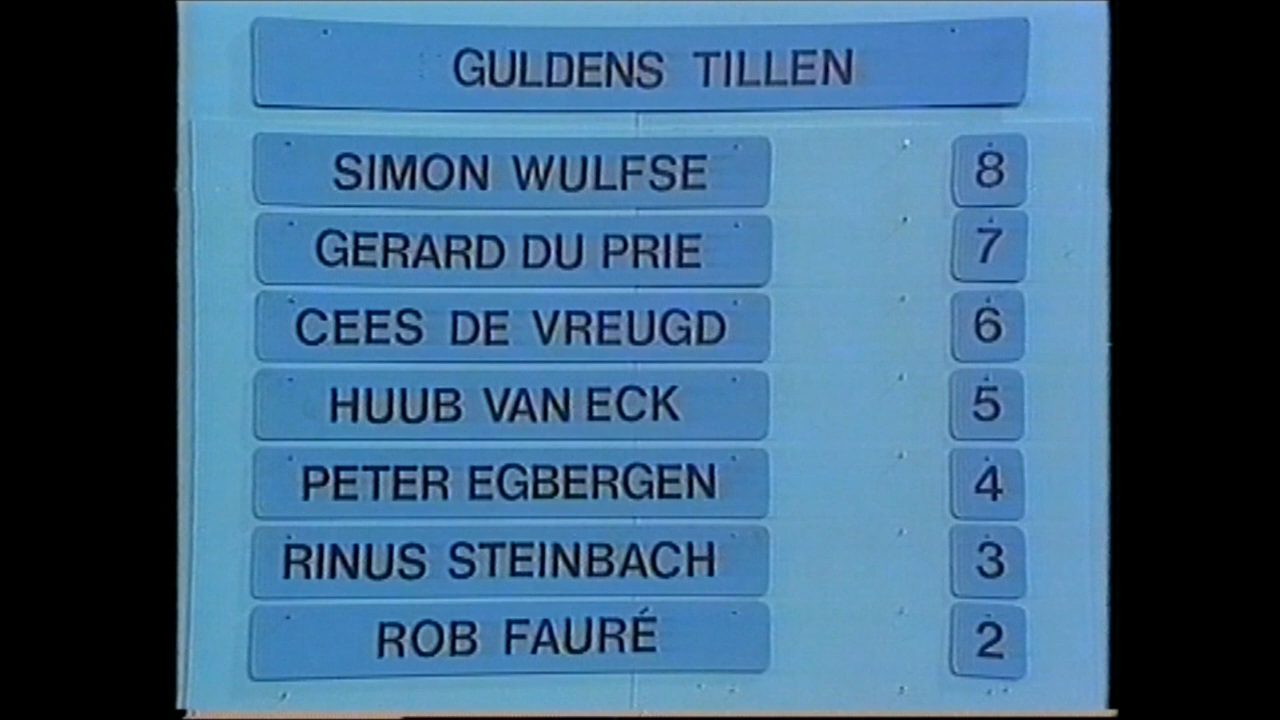 GULDENS TILLEN
SIMON WULFSE 8
GERARD DU PRIE 7
CEES DE VREUGD 6
HUUB VAN ECK 5
PETER EGBERGEN 4
RINUS STEINBACH 3
ROB FAURÉ 2